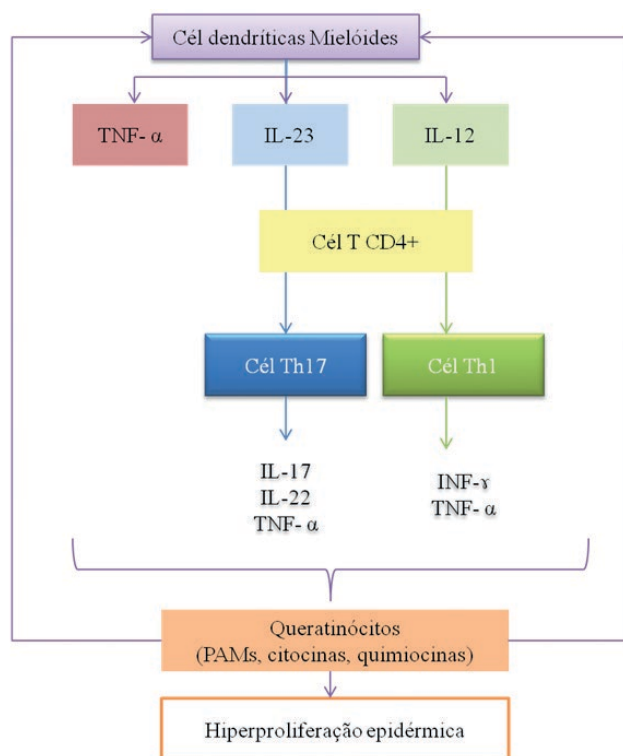 Cél dendríticas Mielóides
TNF- α
IL-23
IL-12
Cél T CD4+
Cél Th17
Cél Th1
IL-17
IL-22
TNF- α
INF-ɤ
TNF- α
Queratinócitos
(PAMs, citocinas, quimiocinas)
Hiperproliferação epidérmica